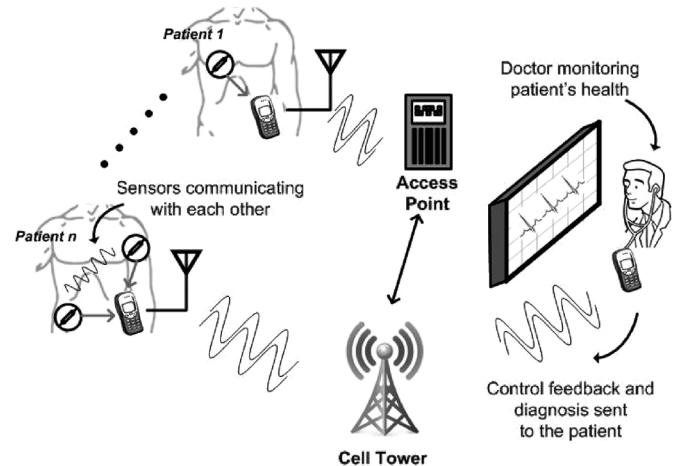 Patient 1
Doctor monitoring
patient's health
Access
Point
Sensors communicating
with each other
Patient n
Control feedback and
diagnosis sent
to the patient
Cell Tower